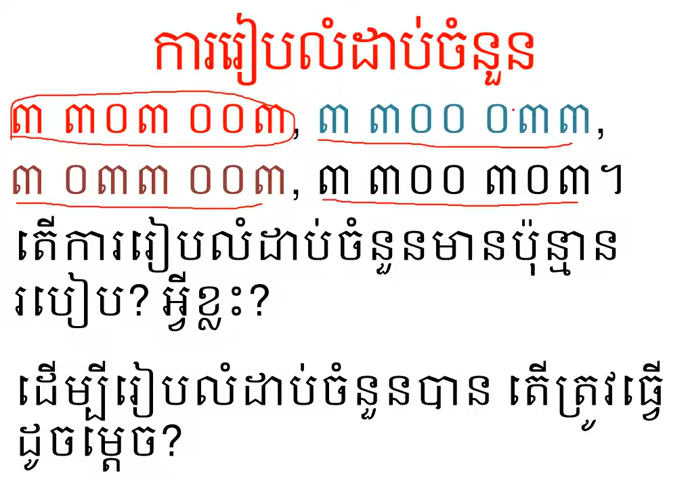 ការរៀបលំដាប់ចំនួន
៣ ៣០៣ ០០៣, ៣ ៣០០ ០៣៣,
៣ ០៣៣ ០០៣, ៣ ៣០០ ៣០៣។
តើការរៀបលំដាប់ចំនួនមានប៉ុន្មាន
របៀប? អ្វីខ្លះ?
ដើម្បីរៀបលំដាប់ចំនួនបាន តើត្រូវធ្វើ
ដូចម្ដេច?